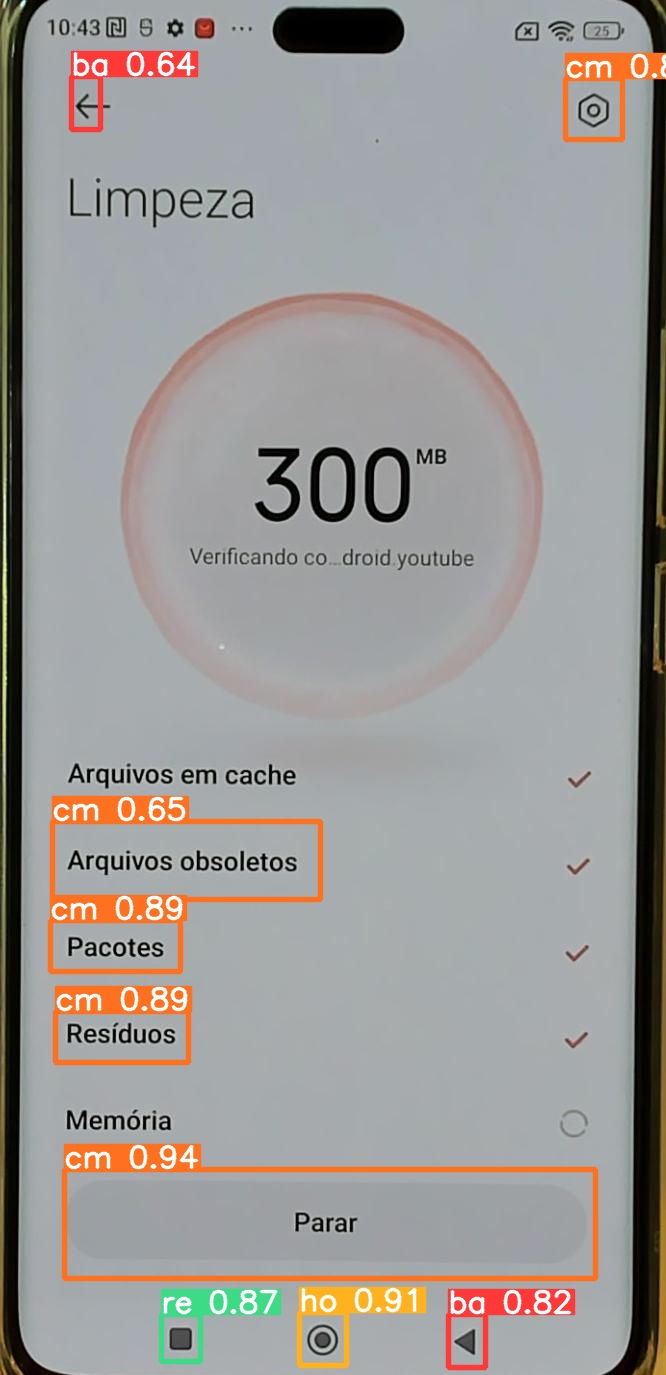 10:43 25
ba 0.64
cm 0.8
Limpeza
300 MB
Verificando co...droid.youtube
Arquivos em cache
cm 0.65
Arquivos obsoletos
cm 0.89
Pacotes
cm 0.89
Resíduos
Memória
cm 0.94
Parar
re 0.87 ho 0.91 ba 0.82